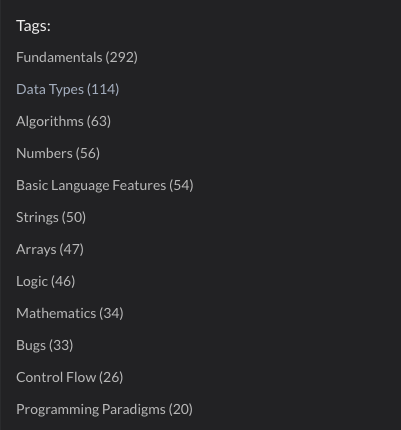 Tags:
Fundamentals (292)
Data Types (114)
Algorithms (63)
Numbers (56)
Basic Language Features (54)
Strings (50)
Arrays (47)
Logic (46)
Mathematics (34)
Bugs (33)
Control Flow (26)
Programming Paradigms (20)